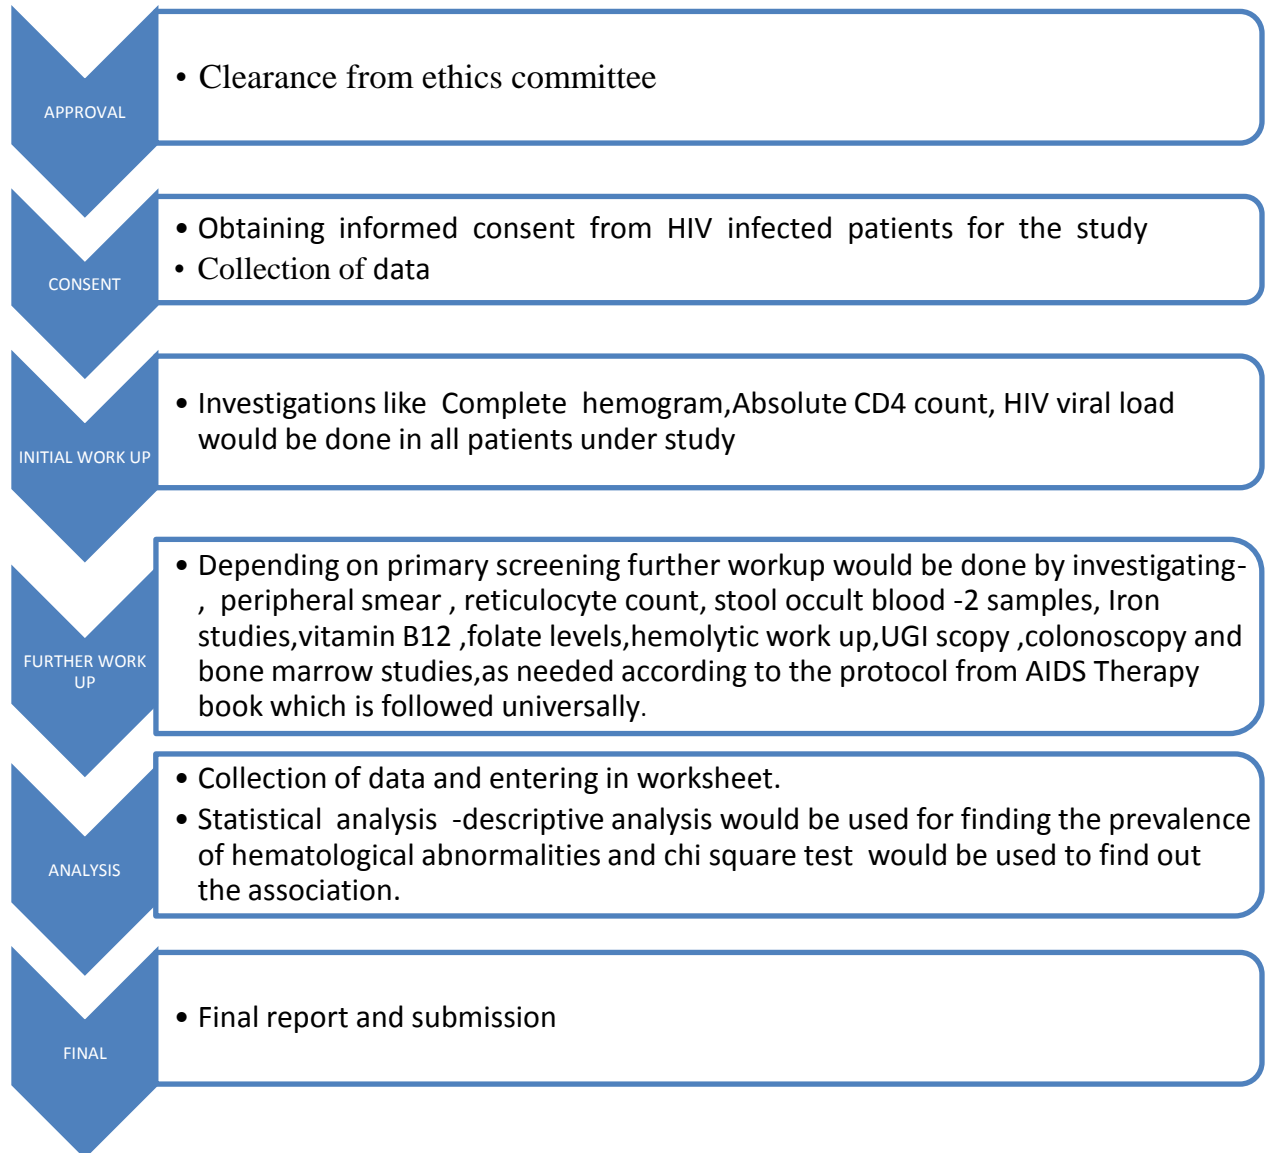 APPROVAL
• Clearance from ethics committee
CONSENT
• Obtaining informed consent from HIV infected patients for the study
• Collection of data
INITIAL WORK UP
• Investigations like Complete hemogram,Absolute CD4 count, HIV viral load
would be done in all patients under study
FURTHER WORK
UP
• Depending on primary screening further workup would be done by investigating-
, peripheral smear , reticulocyte count, stool occult blood -2 samples, Iron
studies,vitamin B12 ,folate levels,hemolytic work up,UGI scopy ,colonoscopy and
bone marrow studies,as needed according to the protocol from AIDS Therapy
book which is followed universally.
ANALYSIS
• Collection of data and entering in worksheet.
• Statistical analysis -descriptive analysis would be used for finding the prevalence
of hematological abnormalities and chi square test would be used to find out
the association.
FINAL
• Final report and submission